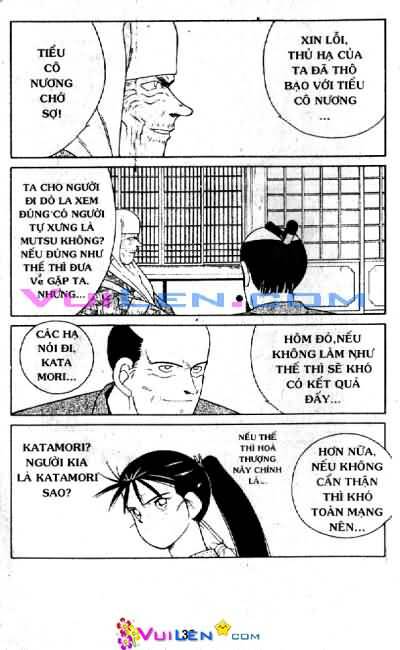 XIN LỖI,
THỦ HẠ CỦA
TA ĐÃ THÔ
BẠO VỚI TIỂU
CÔ NƯƠNG
...
TIỂU
CÔ
NƯƠNG
CHỚ
SỢ!
TA CHO NGƯỜI
ĐI DÒ LA XEM
ĐÚNG CÓ NGƯỜI
TỰ XƯNG LÀ
MUTSU KHÔNG?
NẾU ĐÚNG NHƯ
THẾ THÌ ĐƯA
Về GẶP TA.
NHƯNG...
VUILEN.COM
CÁC HẠ
NÓI ĐI,
KATA
MORI...
HÔM ĐÓ, NẾU
KHÔNG LÀM NHƯ
THẾ THÌ SẼ KHÓ
CÓ KẾT QUẢ
ĐẤY...
HƠN NỮA,
NẾU KHÔNG
CẨN THẬN
THÌ KHÓ
TOÀN MẠNG
NÊN...
NẾU THẾ
THÌ HOÀ
THƯỢNG
NÀY CHÍNH
LÀ...
KATAMORI?
NGƯỜI KIA
LÀ KATAMORI
SAO?
3
VUILEN.COM